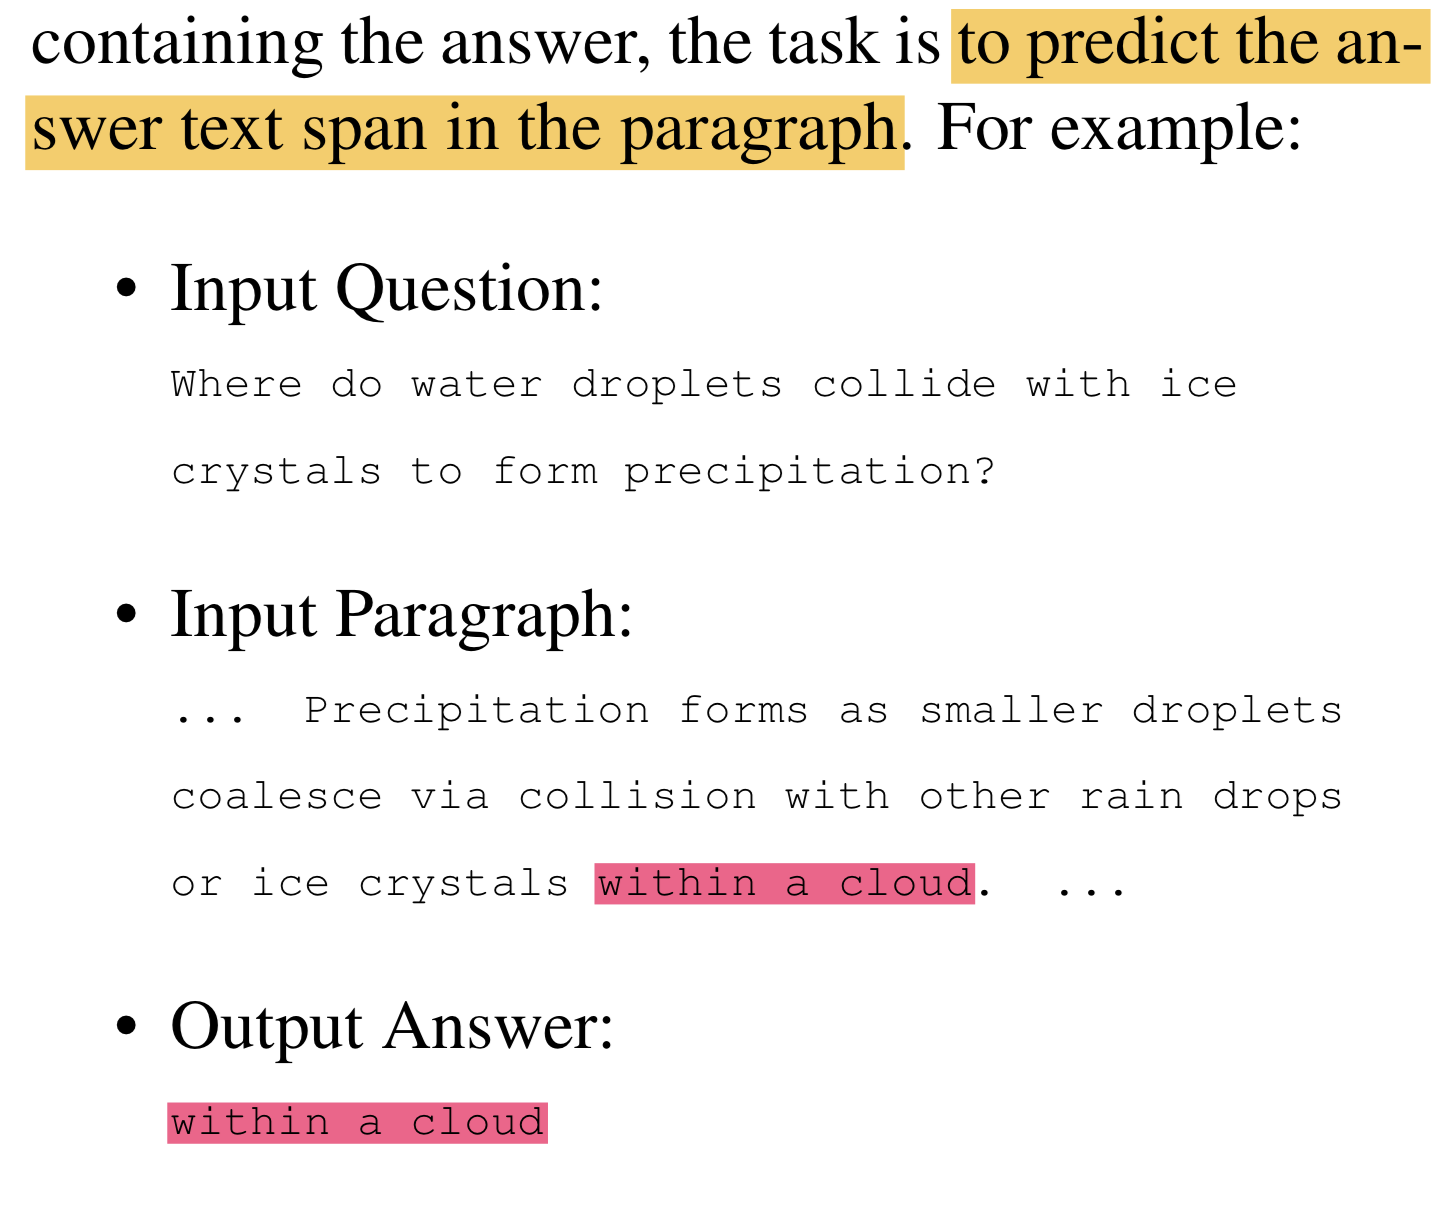 containing the answer, the task is to predict the an-
swer text span in the paragraph. For example:
• Input Question:
Where do water droplets collide with ice
crystals to form precipitation?
• Input Paragraph:
... Precipitation forms as smaller droplets
coalesce via collision with other rain drops
or ice crystals within a cloud. ...
• Output Answer:
within a cloud